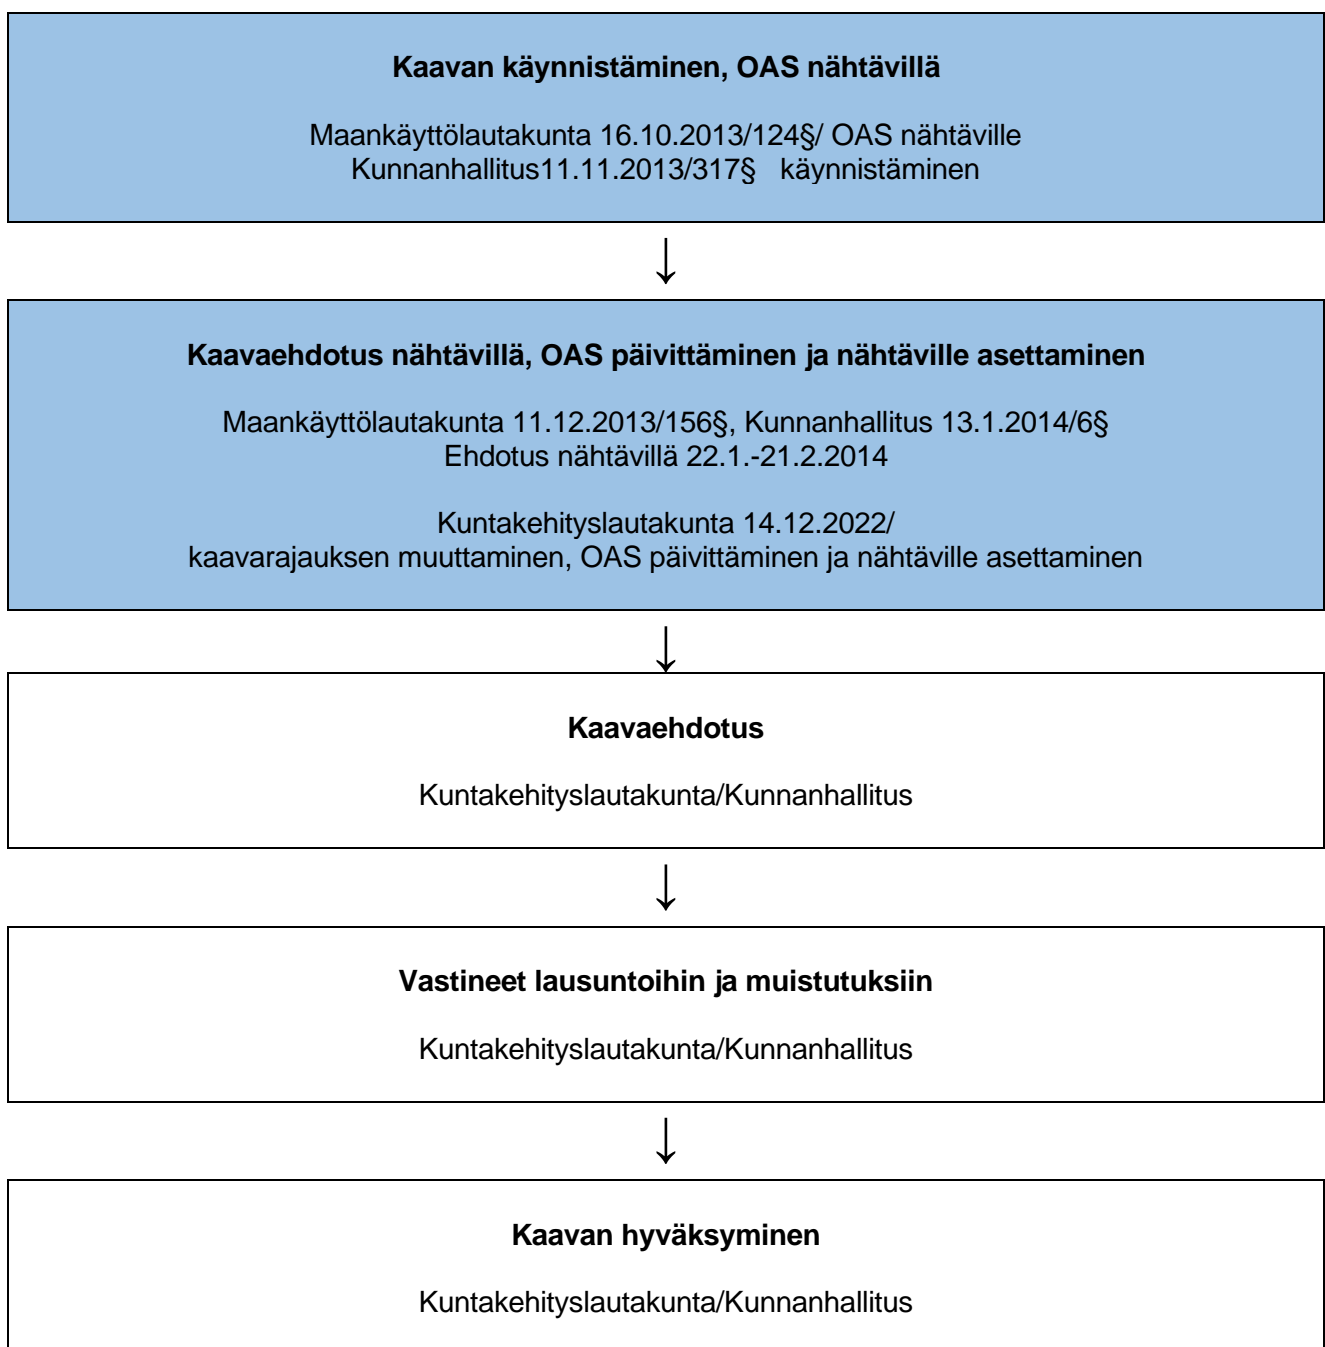 Kaavan käynnistäminen, OAS nähtävillä
Maankäyttölautakunta 16.10.2013/124§/ OAS nähtäville
Kunnanhallitus11.11.2013/317§ käynnistäminen
Kaavaehdotus nähtävillä, OAS päivittäminen ja nähtäville asettaminen
Maankäyttölautakunta 11.12.2013/156§, Kunnanhallitus 13.1.2014/6§
Ehdotus nähtävillä 22.1.-21.2.2014
Kuntakehityslautakunta 14.12.2022/
kaavarajauksen muuttaminen, OAS päivittäminen ja nähtäville asettaminen
Kaavaehdotus
Kuntakehityslautakunta/Kunnanhallitus
Vastineet lausuntoihin ja muistutuksiin
Kuntakehityslautakunta/Kunnanhallitus
Kaavan hyväksyminen
Kuntakehityslautakunta/Kunnanhallitus